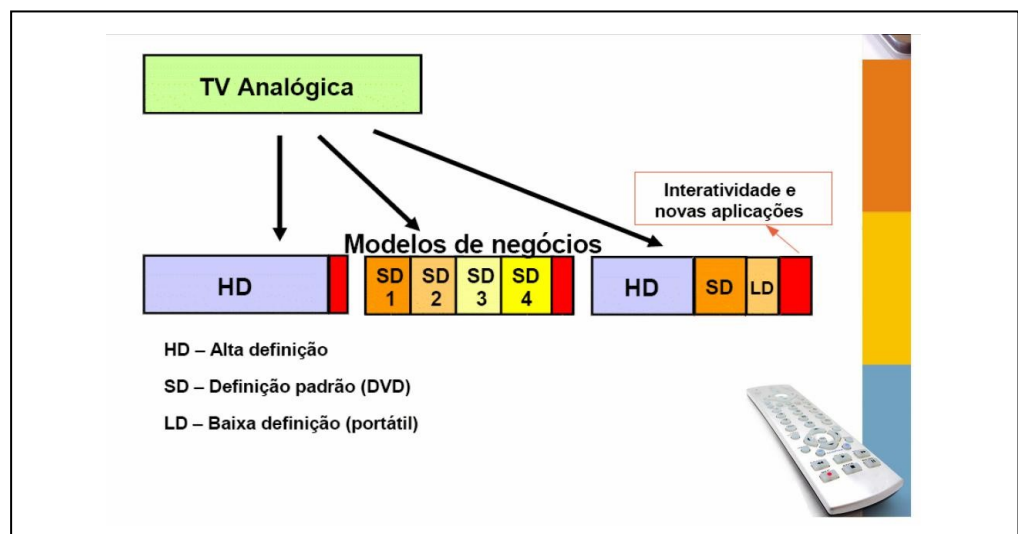 TV Analógica
Interatividade e
novas aplicações
Modelos de negócios
HD
SD
1
SD
2
SD
3
SD
4
HD
SD
LD
HD – Alta definição
SD – Definição padrão (DVD)
LD – Baixa definição (portátil)